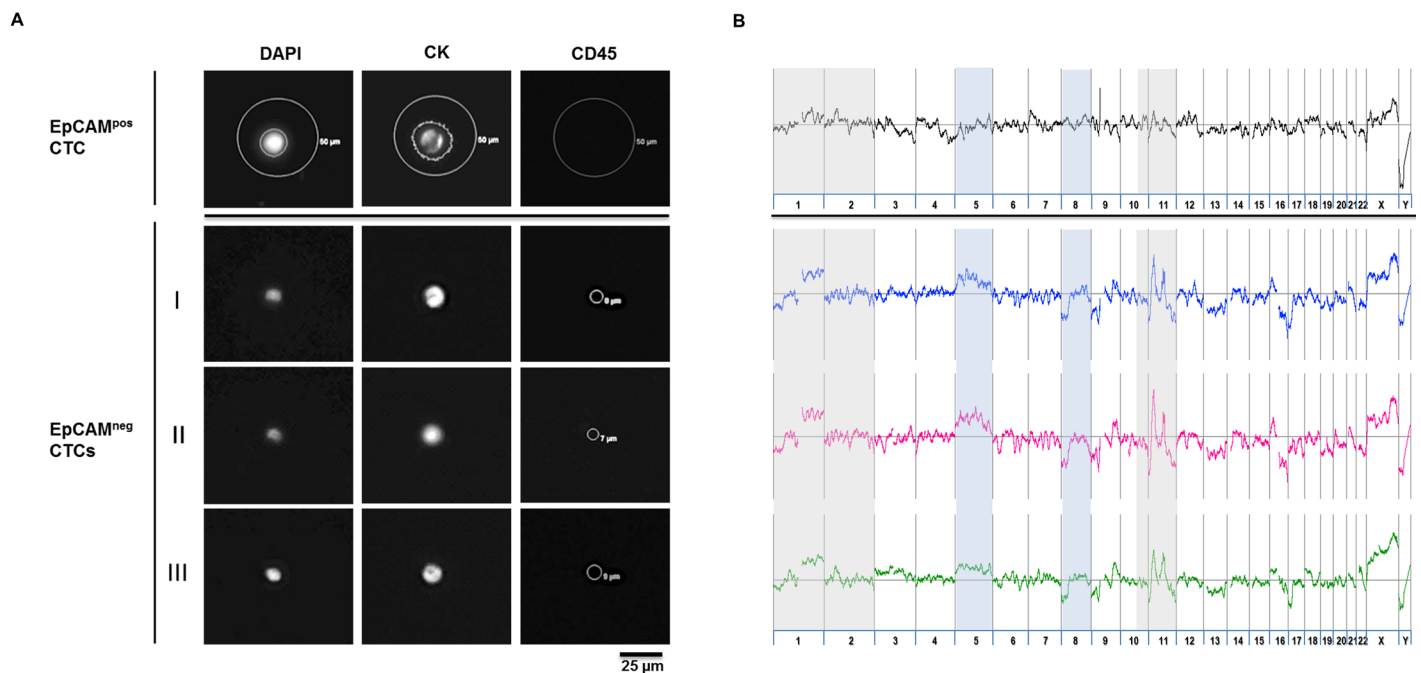 A
B
DAPI CK CD45
EpCAMpos
CTC
50 µm 50 µm 50 µm
1 2 3 4 5 6 7 8 9 10 11 12 13 14 15 16 17 18 19 20 21 22 X Y
I
II
III
EpCAMneg
CTCs
7 µm
9 µm
25 µm
1 2 3 4 5 6 7 8 9 10 11 12 13 14 15 16 17 18 19 20 21 22 X Y